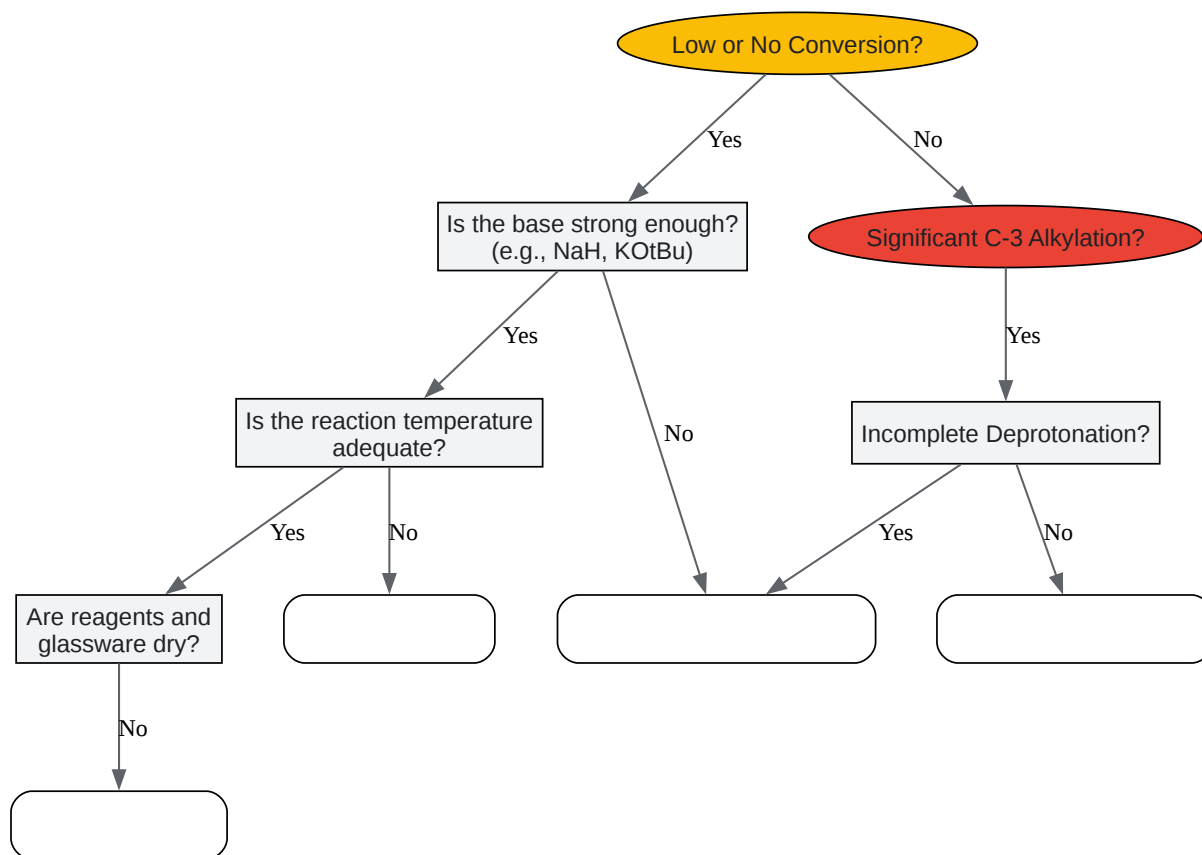 Low or No Conversion?
Yes
No
Is the base strong enough?
(e.g., NaH, KOtBu)
Significant C-3 Alkylation?
Yes
Yes
Is the reaction temperature
adequate?
No
Incomplete Deprotonation?
Yes
No
Yes
No
Are reagents and
glassware dry?
No